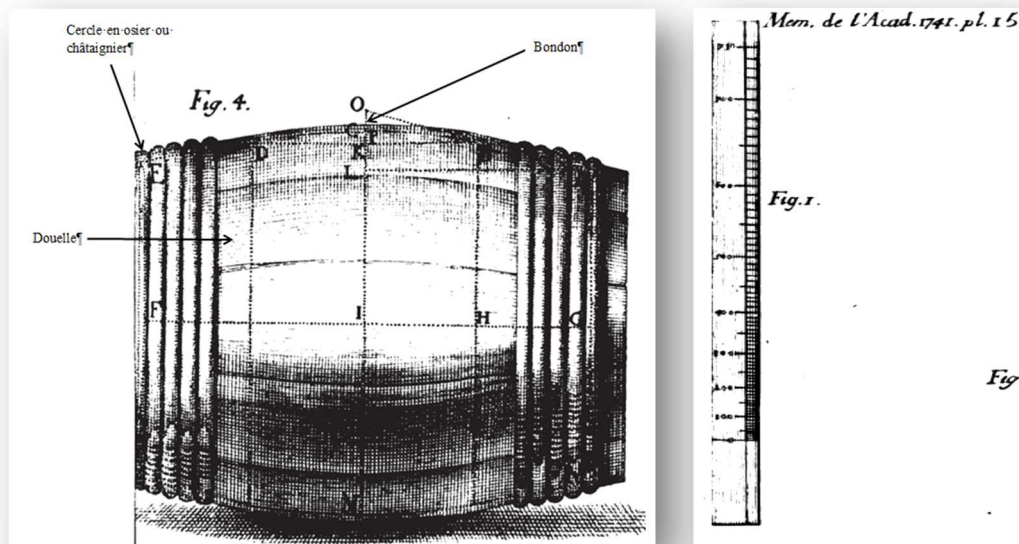 Cercle·en·osier·ou·
châtaignier¶
Bondon¶
Fig. 4.
O
C
D
K
L
E
Douelle¶
F
I
H
G
N
Mem. de l'Acad. 1741. pl. 15
Fig. 1.
Fig